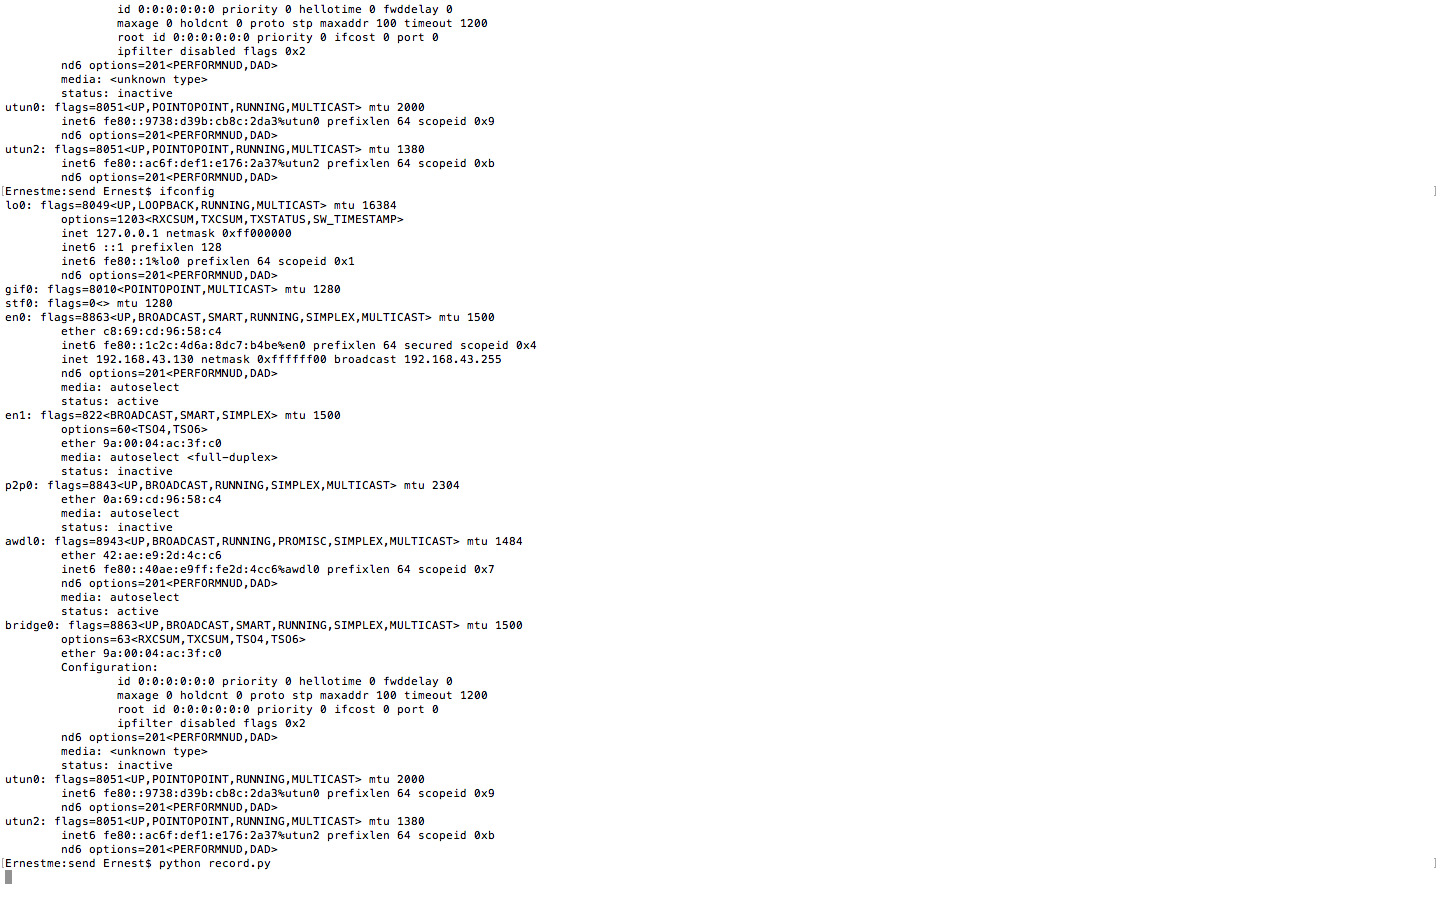 id 0:0:0:0:0:0 priority 0 hellotime 0 fwddelay 0
maxage 0 holdcnt 0 proto stp maxaddr 100 timeout 1200
root id 0:0:0:0:0:0 priority 0 ifcost 0 port 0
ipfilter disabled flags 0x2
nd6 options=201<PERFORMNUD,DAD>
media: <unknown type>
status: inactive
utun0: flags=8051<UP,POINTOPOINT,RUNNING,MULTICAST> mtu 2000
inet6 fe80::9738:d39b:cb8c:2da3%utun0 prefixlen 64 scopeid 0x9
nd6 options=201<PERFORMNUD,DAD>
utun2: flags=8051<UP,POINTOPOINT,RUNNING,MULTICAST> mtu 1380
inet6 fe80::ac6f:def1:e176:2a37%utun2 prefixlen 64 scopeid 0xb
nd6 options=201<PERFORMNUD,DAD>
[Ernestme:send Ernest$ ifconfig ]
lo0: flags=8049<UP,LOOPBACK,RUNNING,MULTICAST> mtu 16384
options=1203<RXCSUM,TXCSUM,TXSTATUS,SW_TIMESTAMP>
inet 127.0.0.1 netmask 0xff000000
inet6 ::1 prefixlen 128
inet6 fe80::1%lo0 prefixlen 64 scopeid 0x1
nd6 options=201<PERFORMNUD,DAD>
gif0: flags=8010<POINTOPOINT,MULTICAST> mtu 1280
stf0: flags=0<> mtu 1280
en0: flags=8863<UP,BROADCAST,SMART,RUNNING,SIMPLEX,MULTICAST> mtu 1500
ether c8:69:cd:96:58:c4
inet6 fe80::1c2c:4d6a:8dc7:b4be%en0 prefixlen 64 secured scopeid 0x4
inet 192.168.43.130 netmask 0xffffff00 broadcast 192.168.43.255
nd6 options=201<PERFORMNUD,DAD>
media: autoselect
status: active
en1: flags=822<BROADCAST,SMART,SIMPLEX> mtu 1500
options=60<TSO4,TSO6>
ether 9a:00:04:ac:3f:c0
media: autoselect <full-duplex>
status: inactive
p2p0: flags=8843<UP,BROADCAST,RUNNING,SIMPLEX,MULTICAST> mtu 2304
ether 0a:69:cd:96:58:c4
media: autoselect
status: inactive
awdl0: flags=8943<UP,BROADCAST,RUNNING,PROMISC,SIMPLEX,MULTICAST> mtu 1484
ether 42:ae:e9:2d:4c:c6
inet6 fe80::40ae:e9ff:fe2d:4cc6%awdl0 prefixlen 64 scopeid 0x7
nd6 options=201<PERFORMNUD,DAD>
media: autoselect
status: active
bridge0: flags=8863<UP,BROADCAST,SMART,RUNNING,SIMPLEX,MULTICAST> mtu 1500
options=63<RXCSUM,TXCSUM,TSO4,TSO6>
ether 9a:00:04:ac:3f:c0
Configuration:
id 0:0:0:0:0:0 priority 0 hellotime 0 fwddelay 0
maxage 0 holdcnt 0 proto stp maxaddr 100 timeout 1200
root id 0:0:0:0:0:0 priority 0 ifcost 0 port 0
ipfilter disabled flags 0x2
nd6 options=201<PERFORMNUD,DAD>
media: <unknown type>
status: inactive
utun0: flags=8051<UP,POINTOPOINT,RUNNING,MULTICAST> mtu 2000
inet6 fe80::9738:d39b:cb8c:2da3%utun0 prefixlen 64 scopeid 0x9
nd6 options=201<PERFORMNUD,DAD>
utun2: flags=8051<UP,POINTOPOINT,RUNNING,MULTICAST> mtu 1380
inet6 fe80::ac6f:def1:e176:2a37%utun2 prefixlen 64 scopeid 0xb
nd6 options=201<PERFORMNUD,DAD>
[Ernestme:send Ernest$ python record.py ]